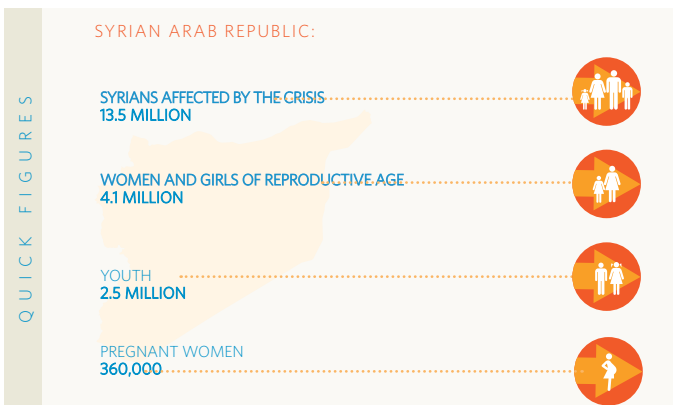 QUICK FIGURES
SYRIAN ARAB REPUBLIC:
SYRIANS AFFECTED BY THE CRISIS
13.5 MILLION
WOMEN AND GIRLS OF REPRODUCTIVE AGE
4.1 MILLION
YOUTH
2.5 MILLION
PREGNANT WOMEN
360,000